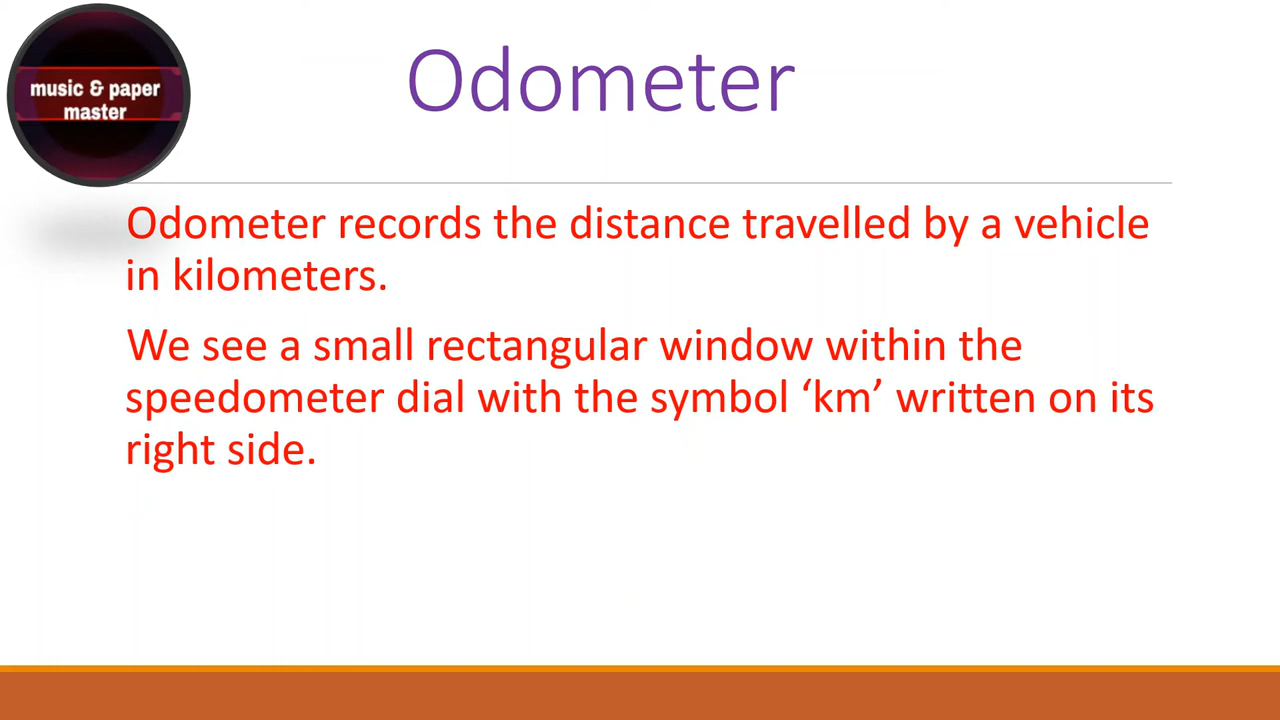 music & paper
master
Odometer
Odometer records the distance travelled by a vehicle
in kilometers.
We see a small rectangular window within the
speedometer dial with the symbol ‘km’ written on its
right side.